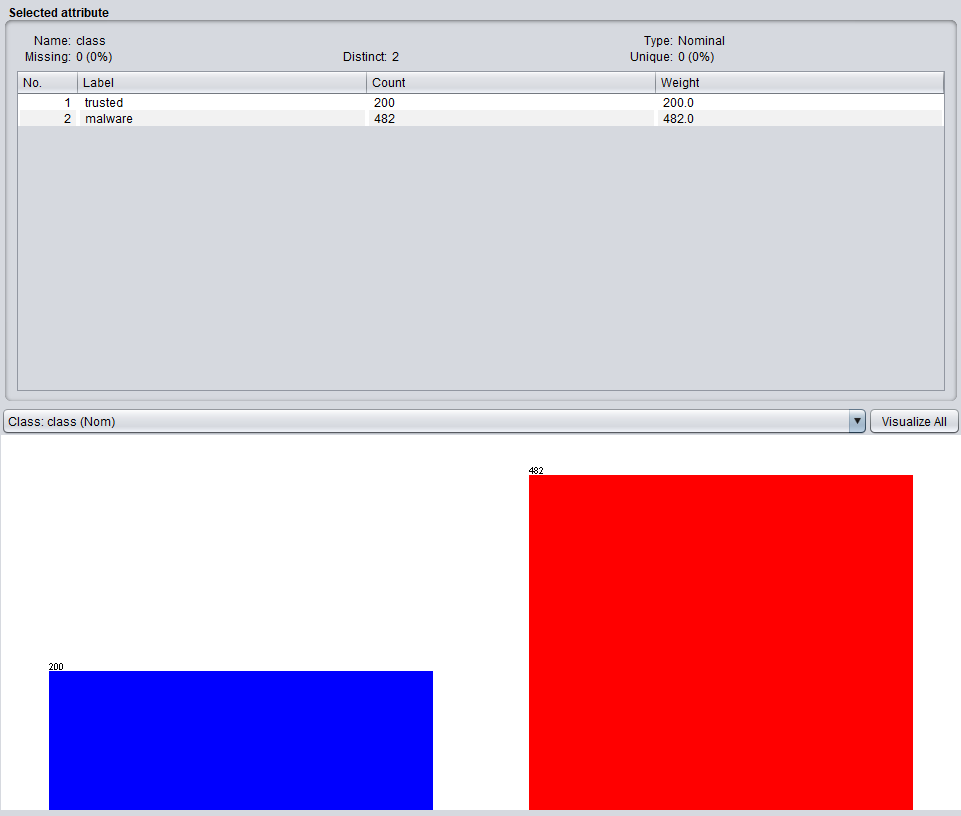 Selected attribute
Name: class Type: Nominal
Missing: 0 (0%) Distinct: 2 Unique: 0 (0%)
No. Label Count Weight
1 trusted 200 200.0
2 malware 482 482.0
Class: class (Nom) Visualize All
482
200